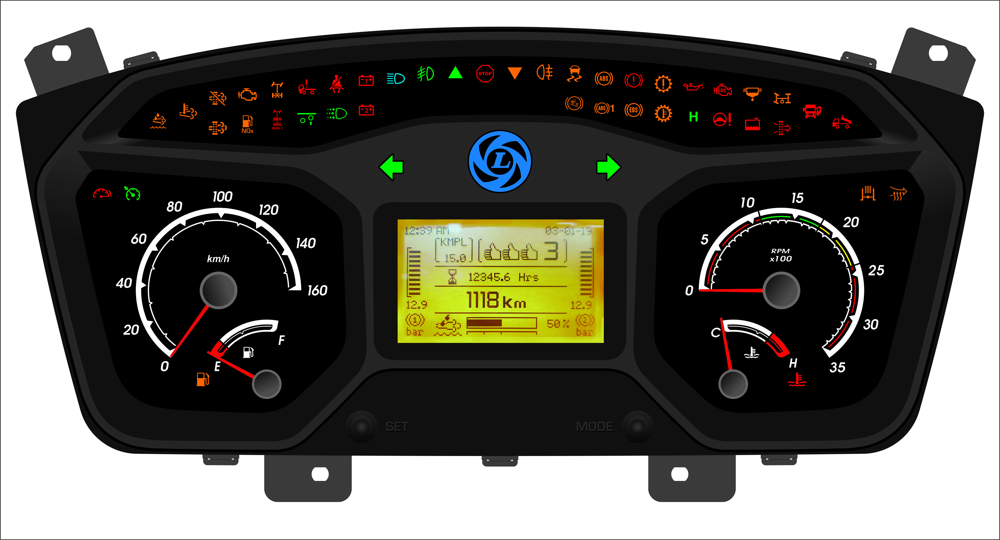 STOP
ABS
1
2
EDC
NOx
DCDL 1
ABS 1
EBS
H
L
100
80
120
60
140
km/h
40
160
20
0
F
E
12:39 AM 03-01-19
KMPL
15.0
3
12345.6 Hrs
1118 km
12.9 12.9
1 50% 2
bar bar
10
15
5
20
RPM
x100
25
0
30
C
H
35
SET
MODE